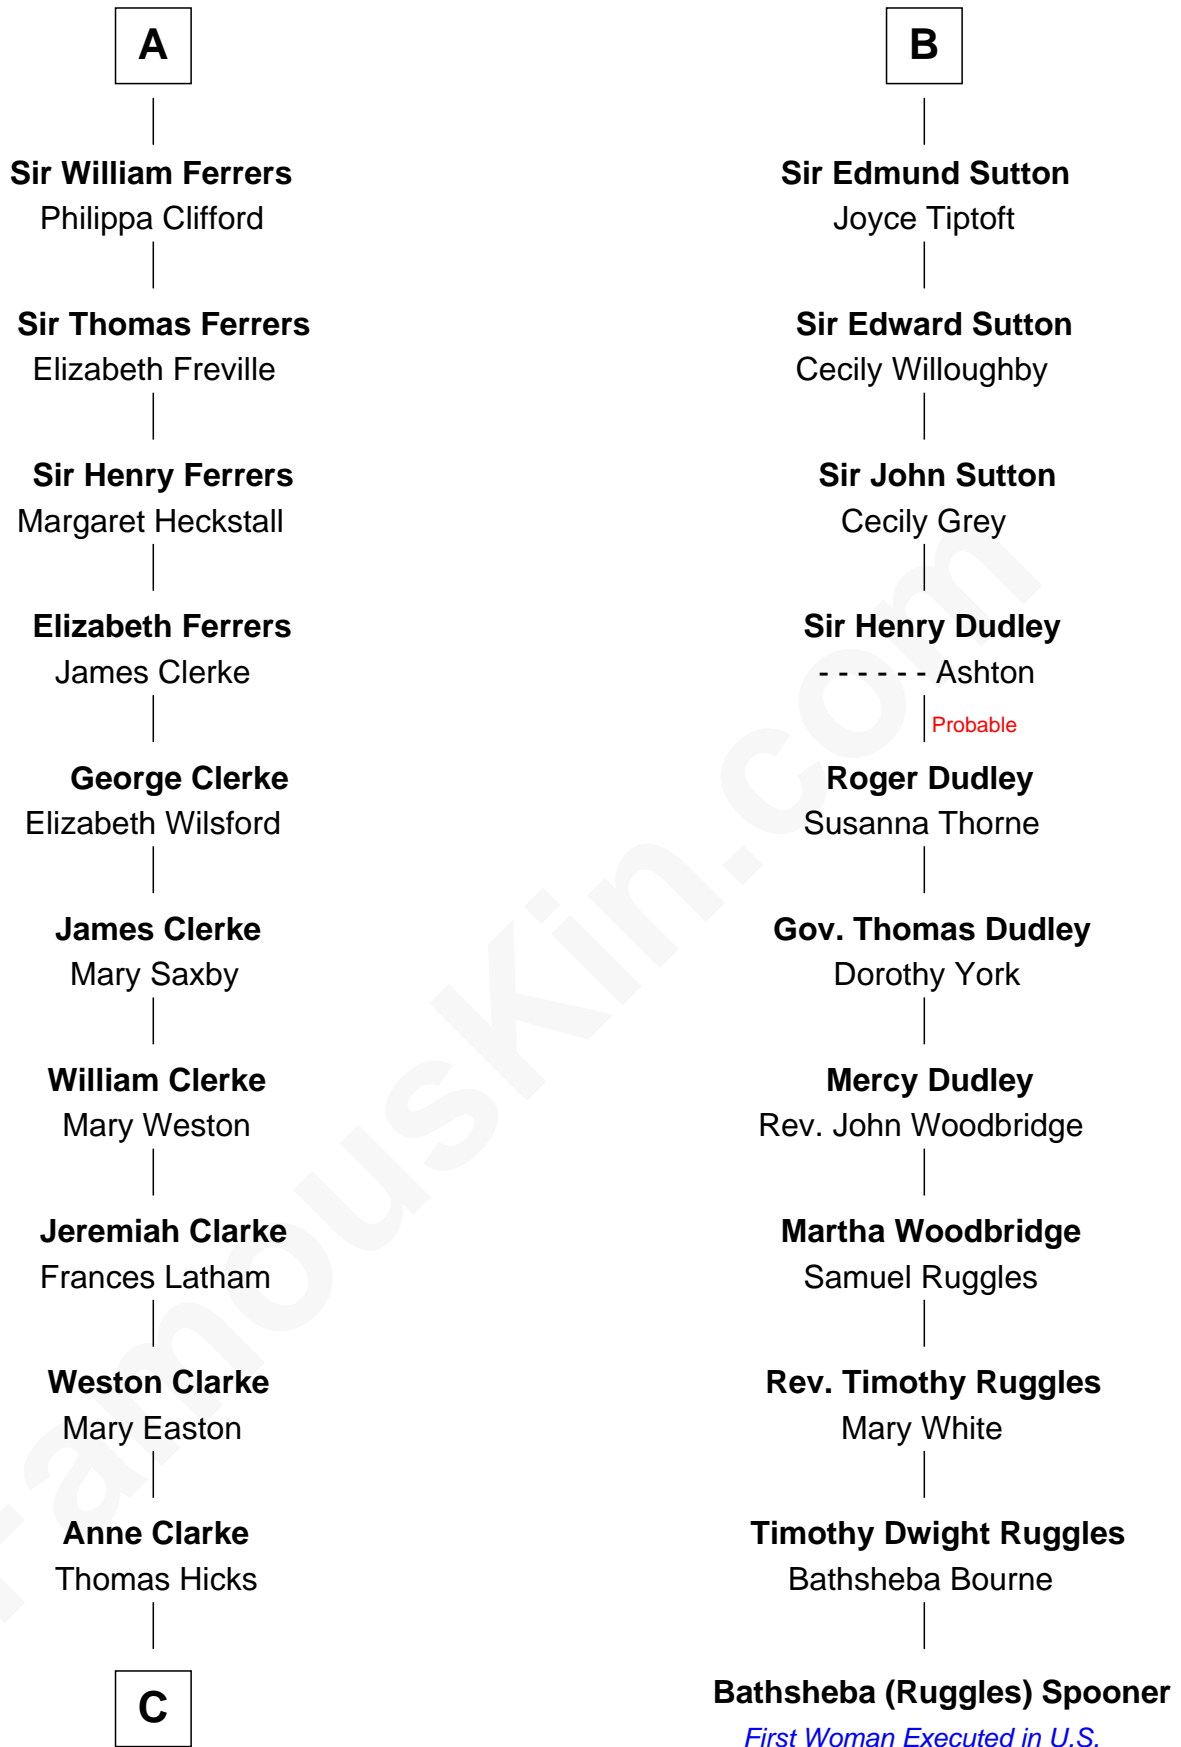 A
Sir William Ferrers
Philippa Clifford
Sir Thomas Ferrers
Elizabeth Freville
Sir Henry Ferrers
Margaret Heckstall
Elizabeth Ferrers
James Clerke
George Clerke
Elizabeth Wilsford
James Clerke
Mary Saxby
William Clerke
Mary Weston
Jeremiah Clarke
Frances Latham
Weston Clarke
Mary Easton
Anne Clarke
Thomas Hicks
C
B
Sir Edmund Sutton
Joyce Tiptoft
Sir Edward Sutton
Cecily Willoughby
Sir John Sutton
Cecily Grey
Sir Henry Dudley
- - - - - - Ashton
Probable
Roger Dudley
Susanna Thorne
Gov. Thomas Dudley
Dorothy York
Mercy Dudley
Rev. John Woodbridge
Martha Woodbridge
Samuel Ruggles
Rev. Timothy Ruggles
Mary White
Timothy Dwight Ruggles
Bathsheba Bourne
Bathsheba (Ruggles) Spooner
First Woman Executed in U.S.
FamousKin.com